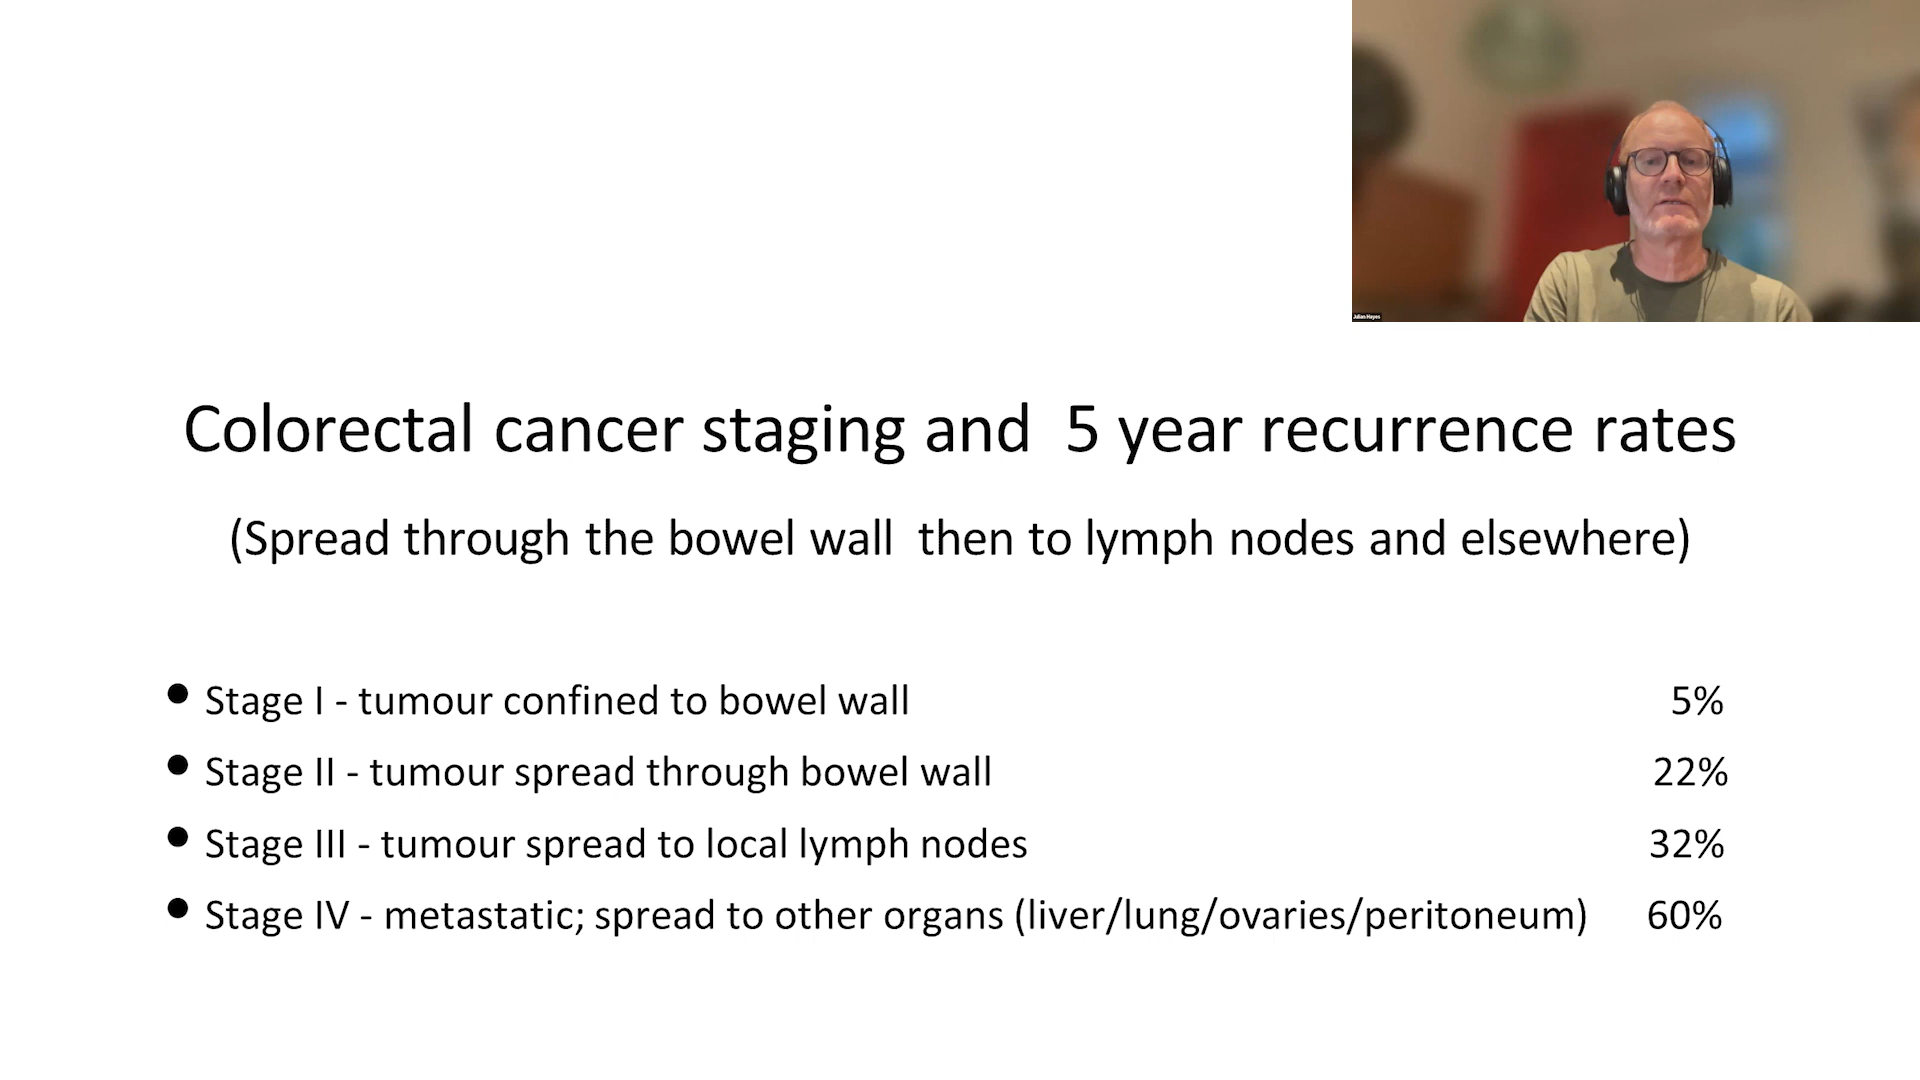 Julian Hayes
Colorectal cancer staging and  5 year recurrence rates
(Spread through the bowel wall  then to lymph nodes and elsewhere)
• Stage I - tumour confined to bowel wall 5%
• Stage II - tumour spread through bowel wall 22%
• Stage III - tumour spread to local lymph nodes 32%
• Stage IV - metastatic; spread to other organs (liver/lung/ovaries/peritoneum) 60%